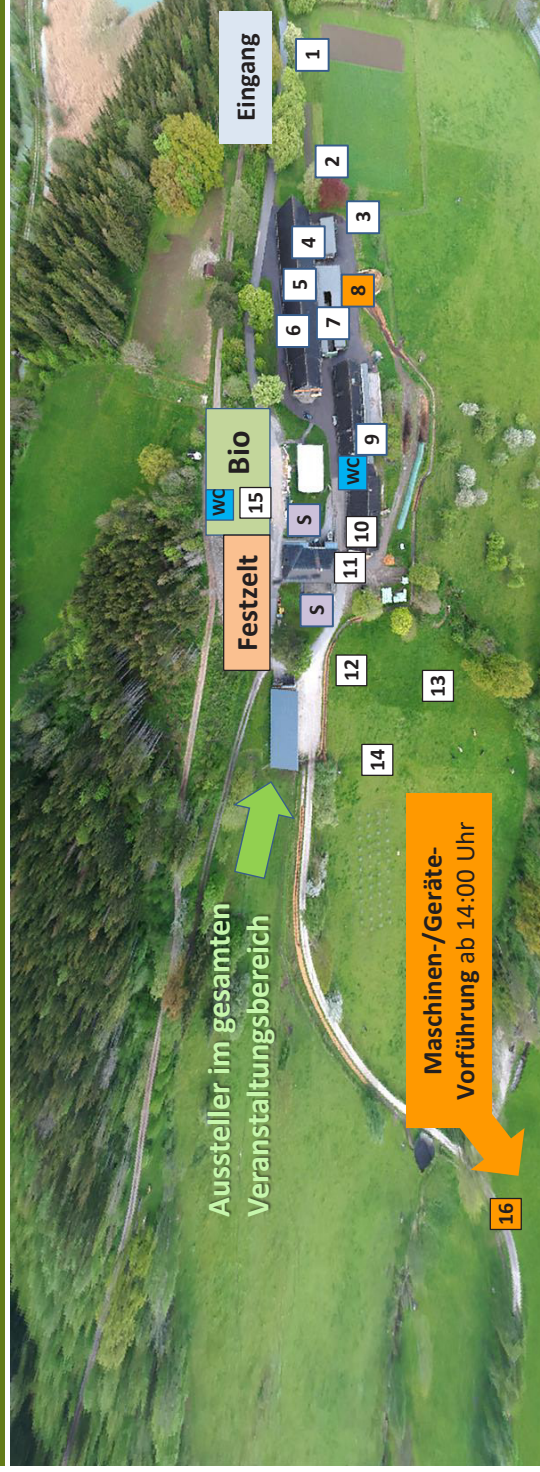 Eingang
Aussteller im gesamten
Veranstaltungsbereich
Festzelt
WC
Bio
15
S
S
6
5
4
1
7
2
12
11
10
WC
9
8
3
14
13
Maschinen-/Geräte-
Vorführung ab 14:00 Uhr
16